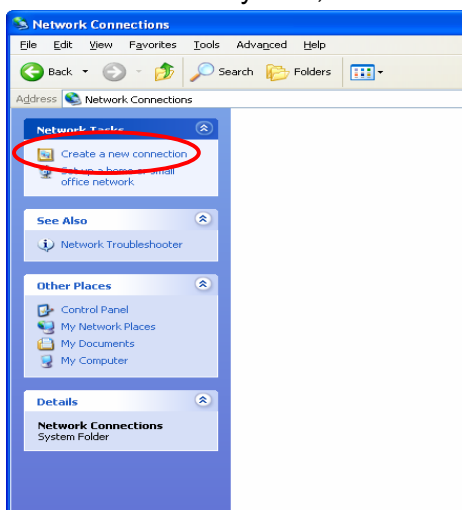 Network Connections
File Edit View Favorites Tools Advanced Help
Back Search Folders
Address Network Connections
Network Tasks
Create a new connection
Set up a home or small
office network
See Also
Network Troubleshooter
Other Places
Control Panel
My Network Places
My Documents
My Computer
Details
Network Connections
System Folder